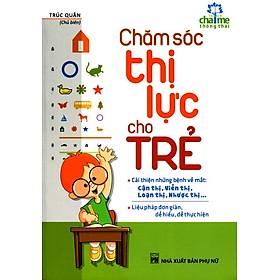 TRÚC QUÂN
(Chủ biên)
cha mẹ
thông thái
Chăm sóc
thị
lực
cho
TRẺ
• Cải thiện những bệnh về mắt:
Cận thị, Viễn thị,
Loạn thị, Nhược thị...
• Liệu pháp đơn giản,
dễ hiểu, dễ thực hiện
NHÀ XUẤT BẢN PHỤ NỮ